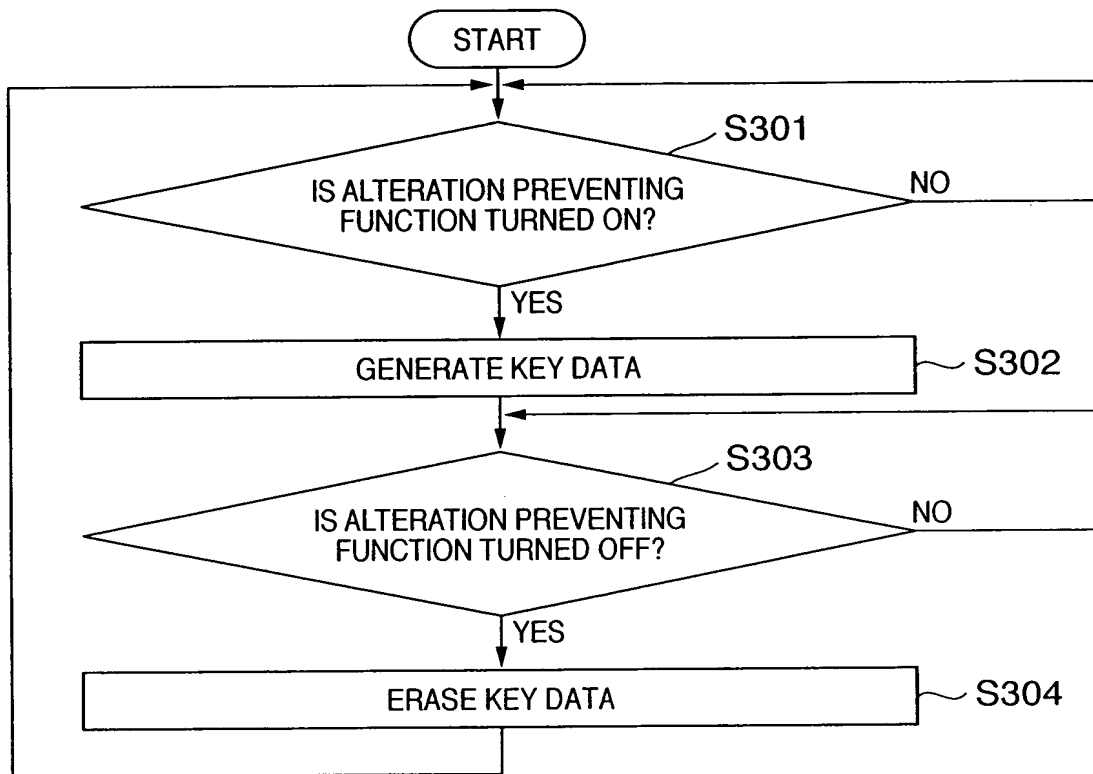 START
S301
IS ALTERATION PREVENTING
FUNCTION TURNED ON?
NO
YES
GENERATE KEY DATA
S302
S303
IS ALTERATION PREVENTING
FUNCTION TURNED OFF?
NO
YES
ERASE KEY DATA
S304